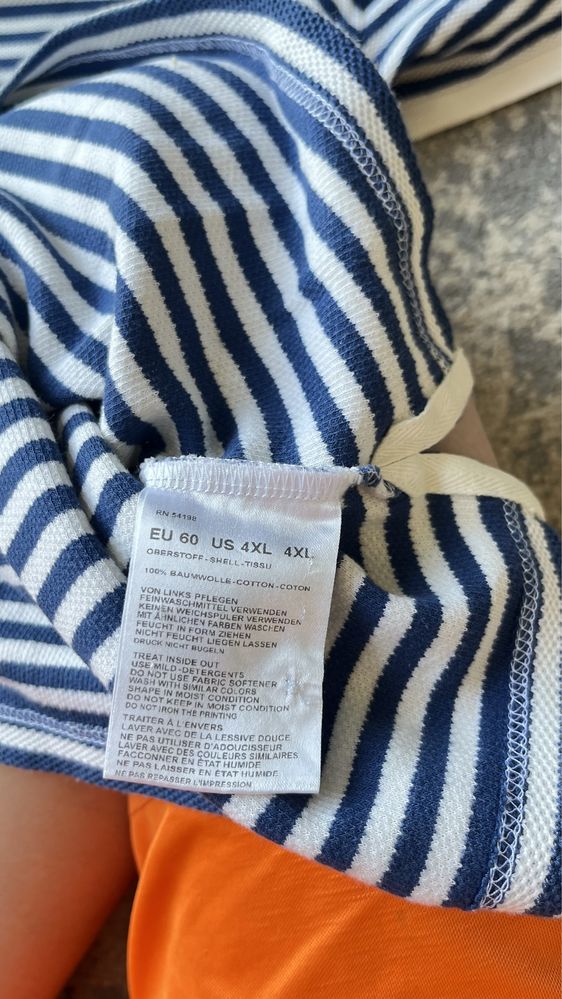 RN 54198
EU 60 US 4XL 4XL
OBERSTOFF-SHELL-TISSU
100% BAUMWOLLE-COTTON-COTON
VON LINKS PFLEGEN
FEINWASCHMITTEL VERWENDEN
KEINEN WEICHSPÜLER VERWENDEN
MIT ÄHNLICHEN FARBEN WASCHEN
FEUCHT IN FORM ZIEHEN
NICHT FEUCHT LIEGEN LASSEN
DRUCK NICHT BÜGELN
TREAT INSIDE OUT
USE MILD-DETERGENTS
DO NOT USE FABRIC SOFTENER
WASH WITH SIMILAR COLORS
SHAPE IN MOIST CONDITION
DO NOT KEEP IN MOIST CONDITION
DO NOT IRON THE PRINTING
TRAITER À L'ENVERS
LAVER AVEC DE LA LESSIVE DOUCE
NE PAS UTILISER D'ADOUCISSEUR
LAVER AVEC DES COULEURS SIMILAIRES
FACCONNER EN ÉTAT HUMIDE
NE PAS LAISSER EN ÉTAT HUMIDE
NE PAS REPASSER L'IMPRESSION